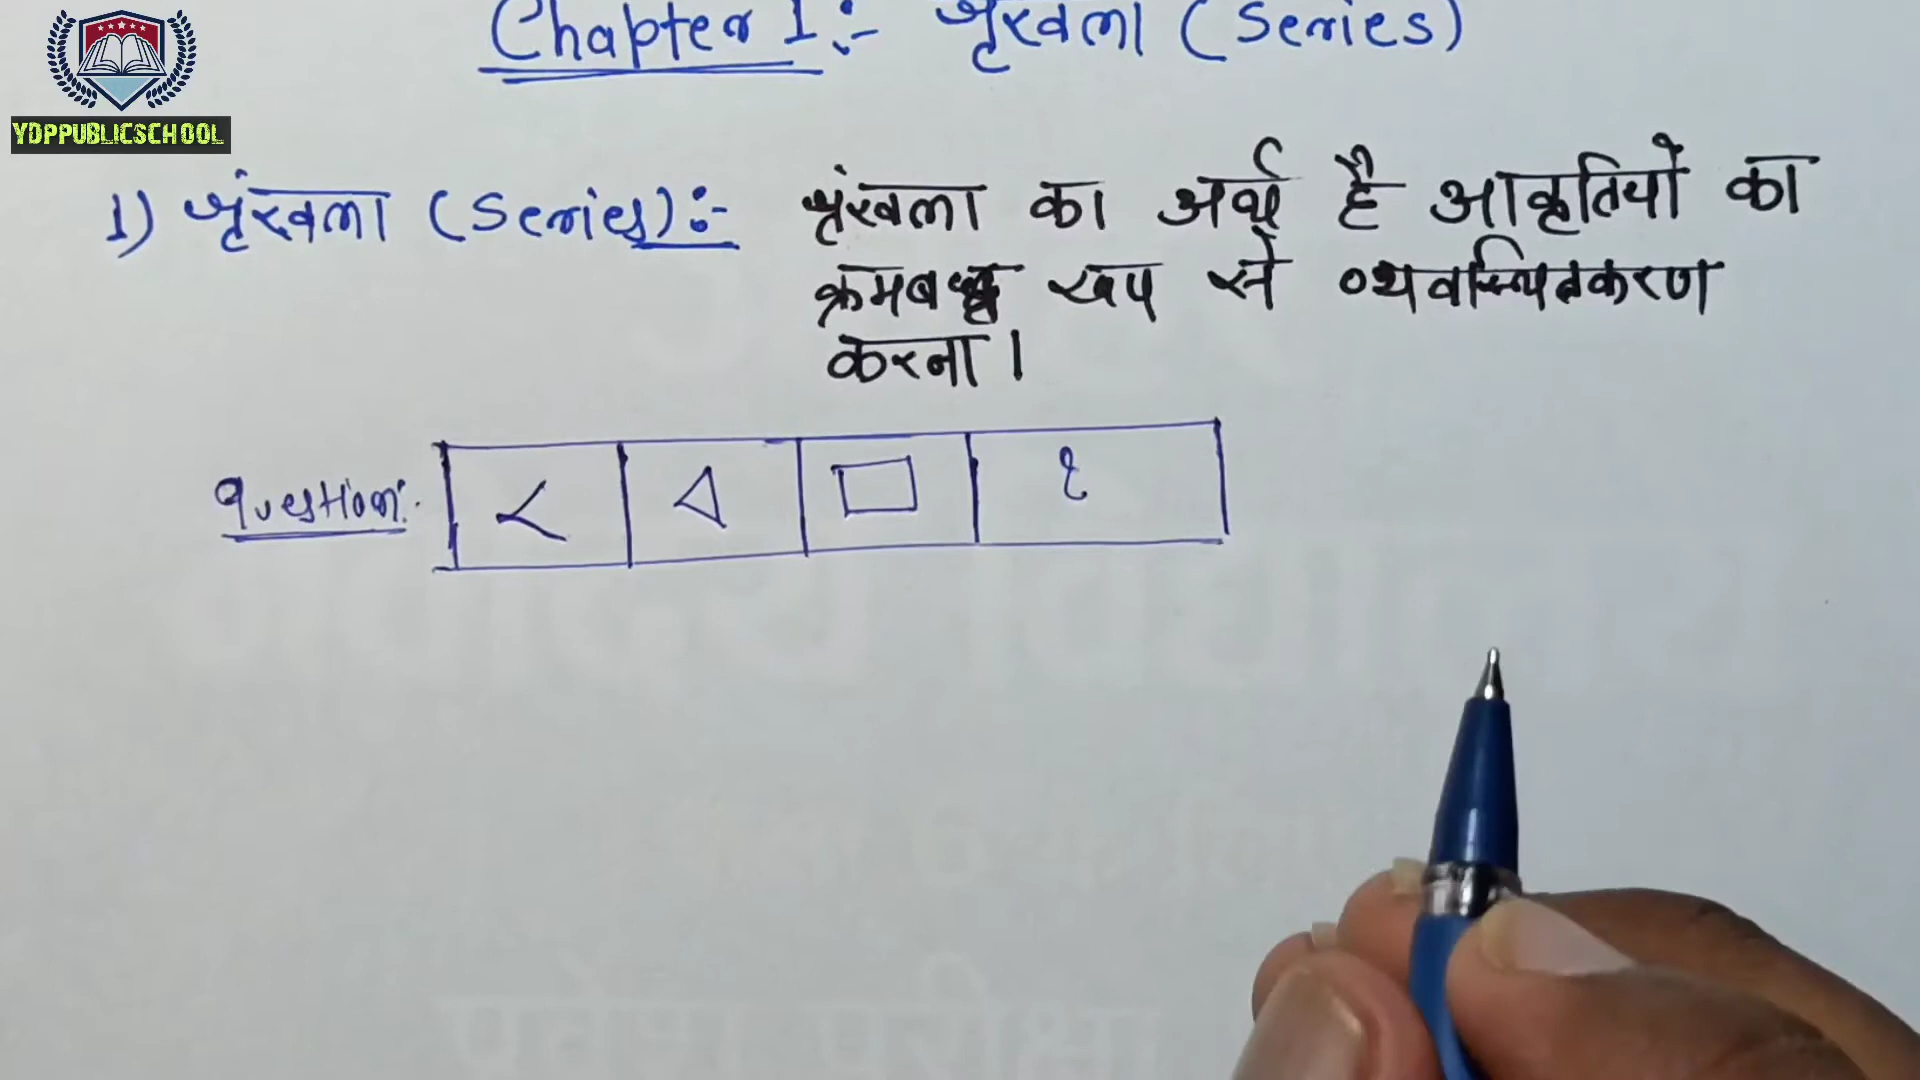 Chapter 1:- श्रृंखला (Series)
YDPPUBLICSCHOOL
1) श्रृंखला (Series):- श्रृंखला का अर्थ है आकृतियों का
क्रमबद्ध रूप से व्यवस्थितकरण
करना।
Question:-
?